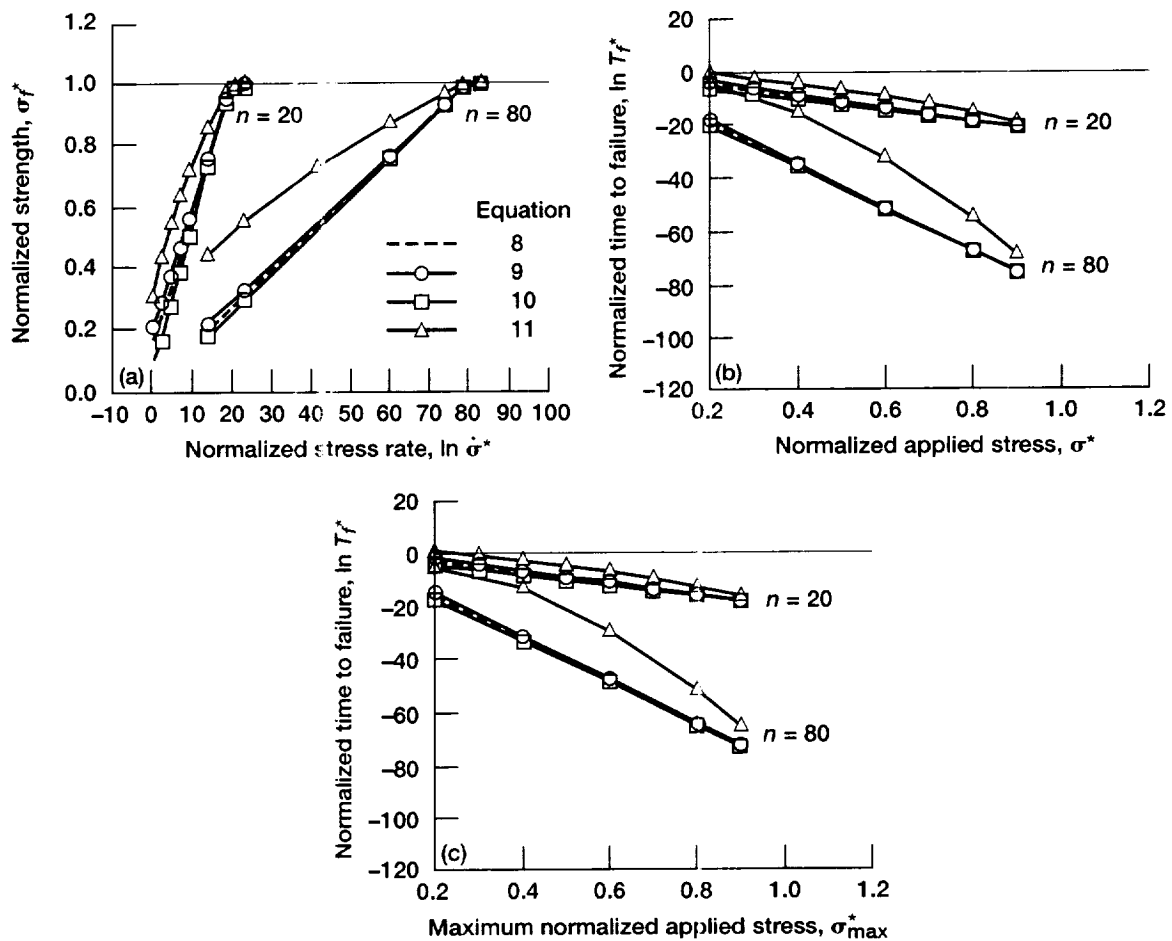 1.2
1.0
0.8
0.6
0.4
0.2
0.0
Normalized strength, σf*
(a)
n = 20
n = 80
Equation
8
9
10
11
−10 0 10 20 30 40 50 60 70 80 90 100
Normalized stress rate, ln σ̇*
20
0
−20
−40
−60
−80
−100
−120
Normalized time to failure, ln Tf*
(b)
n = 20
n = 80
0.2 0.4 0.6 0.8 1.0 1.2
Normalized applied stress, σ*
20
0
−20
−40
−60
−80
−100
−120
Normalized time to failure, ln Tf*
(c)
n = 20
n = 80
0.2 0.4 0.6 0.8 1.0 1.2
Maximum normalized applied stress, σ*max